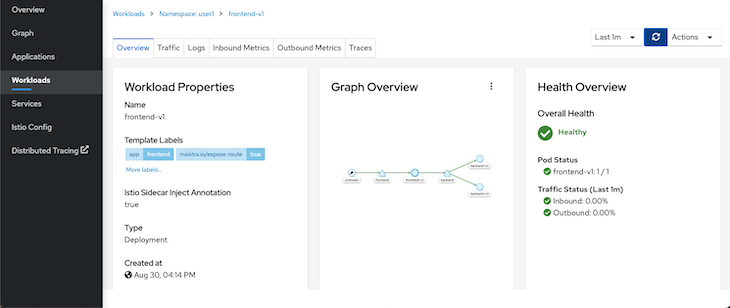 Overview
Graph
Applications
Workloads
Services
Istio Config
Distributed Tracing
Workloads > Namespace: user1 > frontend-v1
Overview Traffic Logs Inbound Metrics Outbound Metrics Traces
Last 1m Actions
Workload Properties
Name
frontend-v1
Template Labels
app frontend maistra.io/expose-route true
More labels...
Istio Sidecar Inject Annotation
true
Type
Deployment
Created at
Aug 30, 04:14 PM
Graph Overview
unknown frontend frontend-v1 backend
backend-v1
backend-v2
Health Overview
Overall Health
Healthy
Pod Status
frontend-v1: 1 / 1
Traffic Status (Last 1m)
Inbound: 0.00%
Outbound: 0.00%